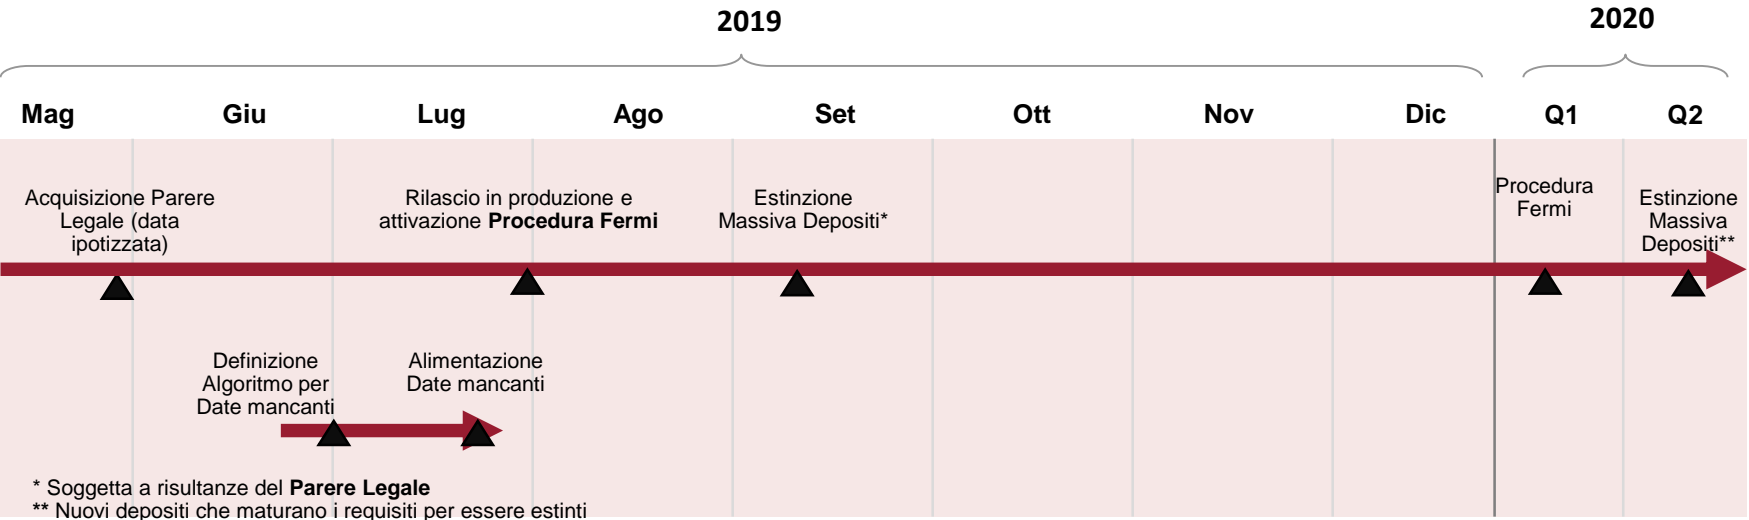 2019
2020
Mag
Giu
Lug
Ago
Set
Ott
Nov
Dic
Q1
Q2
Acquisizione Parere
Legale (data
ipotizzata)
Rilascio in produzione e
attivazione Procedura Fermi
Estinzione
Massiva Depositi*
Procedura
Fermi
Estinzione
Massiva
Depositi**
Definizione
Algoritmo per
Date mancanti
Alimentazione
Date mancanti
* Soggetta a risultanze del Parere Legale
** Nuovi depositi che maturano i requisiti per essere estinti